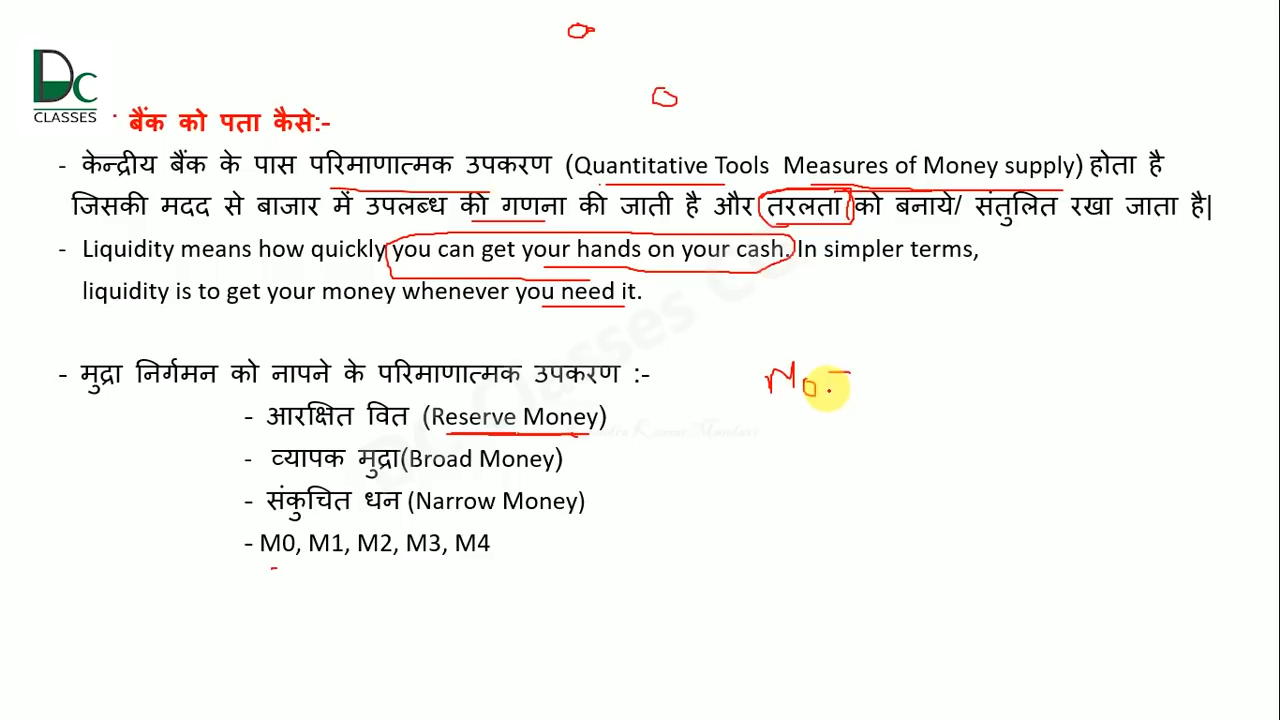 DC
CLASSES
बैंक को पता कैसे:-
- केन्द्रीय बैंक के पास परिमाणात्मक उपकरण (Quantitative Tools Measures of Money supply) होता है
जिसकी मदद से बाजार में उपलब्ध की गणना की जाती है और तरलता को बनाये/ संतुलित रखा जाता है|
- Liquidity means how quickly you can get your hands on your cash. In simpler terms,
liquidity is to get your money whenever you need it.
- मुद्रा निर्गमन को नापने के परिमाणात्मक उपकरण :-
- आरक्षित वित (Reserve Money)
- व्यापक मुद्रा(Broad Money)
- संकुचित धन (Narrow Money)
- M0, M1, M2, M3, M4
M0